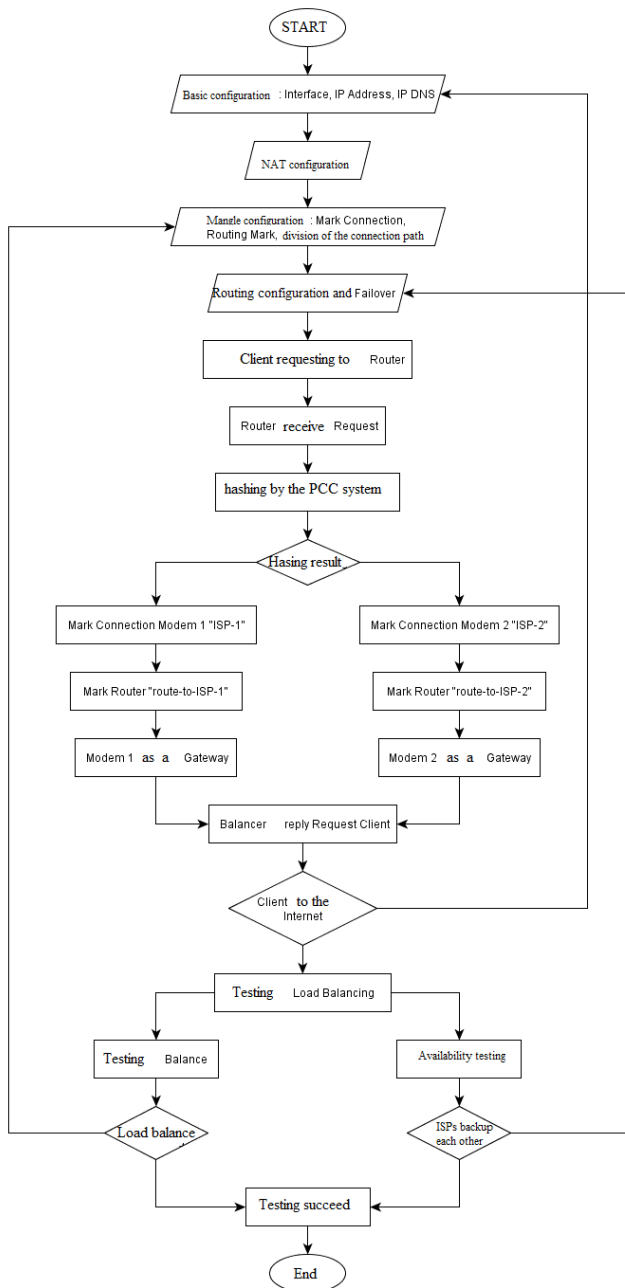 START
Basic configuration : Interface, IP Address, IP DNS
NAT configuration
Mangle configuration : Mark Connection,
Routing Mark, division of the connection path
Routing configuration and Failover
Client requesting to Router
Router receive Request
hashing by the PCC system
Hasing result
Mark Connection Modem 1 "ISP-1"
Mark Connection Modem 2 "ISP-2"
Mark Router "route-to-ISP-1"
Mark Router "route-to-ISP-2"
Modem 1 as a Gateway
Modem 2 as a Gateway
Balancer reply Request Client
Client to the
Internet
Testing Load Balancing
Testing Balance
Availability testing
Load balance
ISPs backup
each other
Testing succeed
End